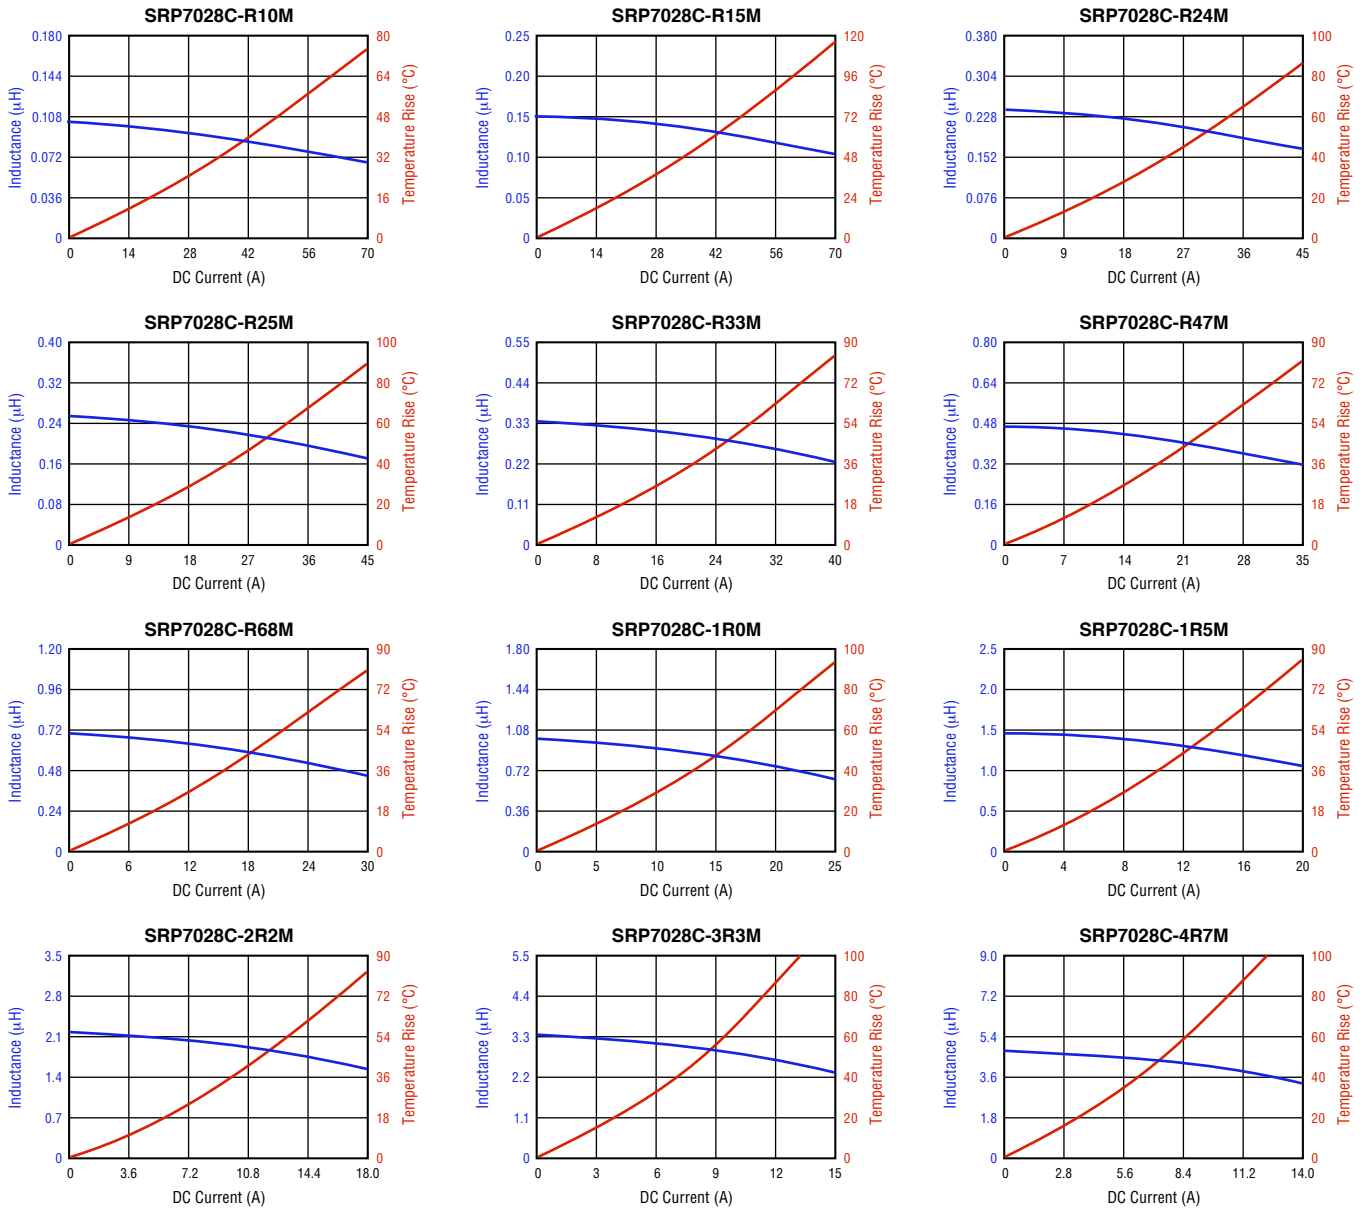 SRP7028C-R10M
SRP7028C-R15M
SRP7028C-R24M
0.180
0.144
0.108
0.072
0.036
0
Inductance (µH)
80
64
48
32
16
0
Temperature Rise (°C)
0 14 28 42 56 70
DC Current (A)
0.25
0.20
0.15
0.10
0.05
0
Inductance (µH)
120
96
72
48
24
0
Temperature Rise (°C)
0 14 28 42 56 70
DC Current (A)
0.380
0.304
0.228
0.152
0.076
0
Inductance (µH)
100
80
60
40
20
0
Temperature Rise (°C)
0 9 18 27 36 45
DC Current (A)
SRP7028C-R25M
SRP7028C-R33M
SRP7028C-R47M
0.40
0.32
0.24
0.16
0.08
0
Inductance (µH)
100
80
60
40
20
0
Temperature Rise (°C)
0 9 18 27 36 45
DC Current (A)
0.55
0.44
0.33
0.22
0.11
0
Inductance (µH)
90
72
54
36
18
0
Temperature Rise (°C)
0 8 16 24 32 40
DC Current (A)
0.80
0.64
0.48
0.32
0.16
0
Inductance (µH)
90
72
54
36
18
0
Temperature Rise (°C)
0 7 14 21 28 35
DC Current (A)
SRP7028C-R68M
SRP7028C-1R0M
SRP7028C-1R5M
1.20
0.96
0.72
0.48
0.24
0
Inductance (µH)
90
72
54
36
18
0
Temperature Rise (°C)
0 6 12 18 24 30
DC Current (A)
1.80
1.44
1.08
0.72
0.36
0
Inductance (µH)
100
80
60
40
20
0
Temperature Rise (°C)
0 5 10 15 20 25
DC Current (A)
2.5
2.0
1.5
1.0
0.5
0
Inductance (µH)
90
72
54
36
18
0
Temperature Rise (°C)
0 4 8 12 16 20
DC Current (A)
SRP7028C-2R2M
SRP7028C-3R3M
SRP7028C-4R7M
3.5
2.8
2.1
1.4
0.7
0
Inductance (µH)
90
72
54
36
18
0
Temperature Rise (°C)
0 3.6 7.2 10.8 14.4 18.0
DC Current (A)
5.5
4.4
3.3
2.2
1.1
0
Inductance (µH)
100
80
60
40
20
0
Temperature Rise (°C)
0 3 6 9 12 15
DC Current (A)
9.0
7.2
5.4
3.6
1.8
0
Inductance (µH)
100
80
60
40
20
0
Temperature Rise (°C)
0 2.8 5.6 8.4 11.2 14.0
DC Current (A)